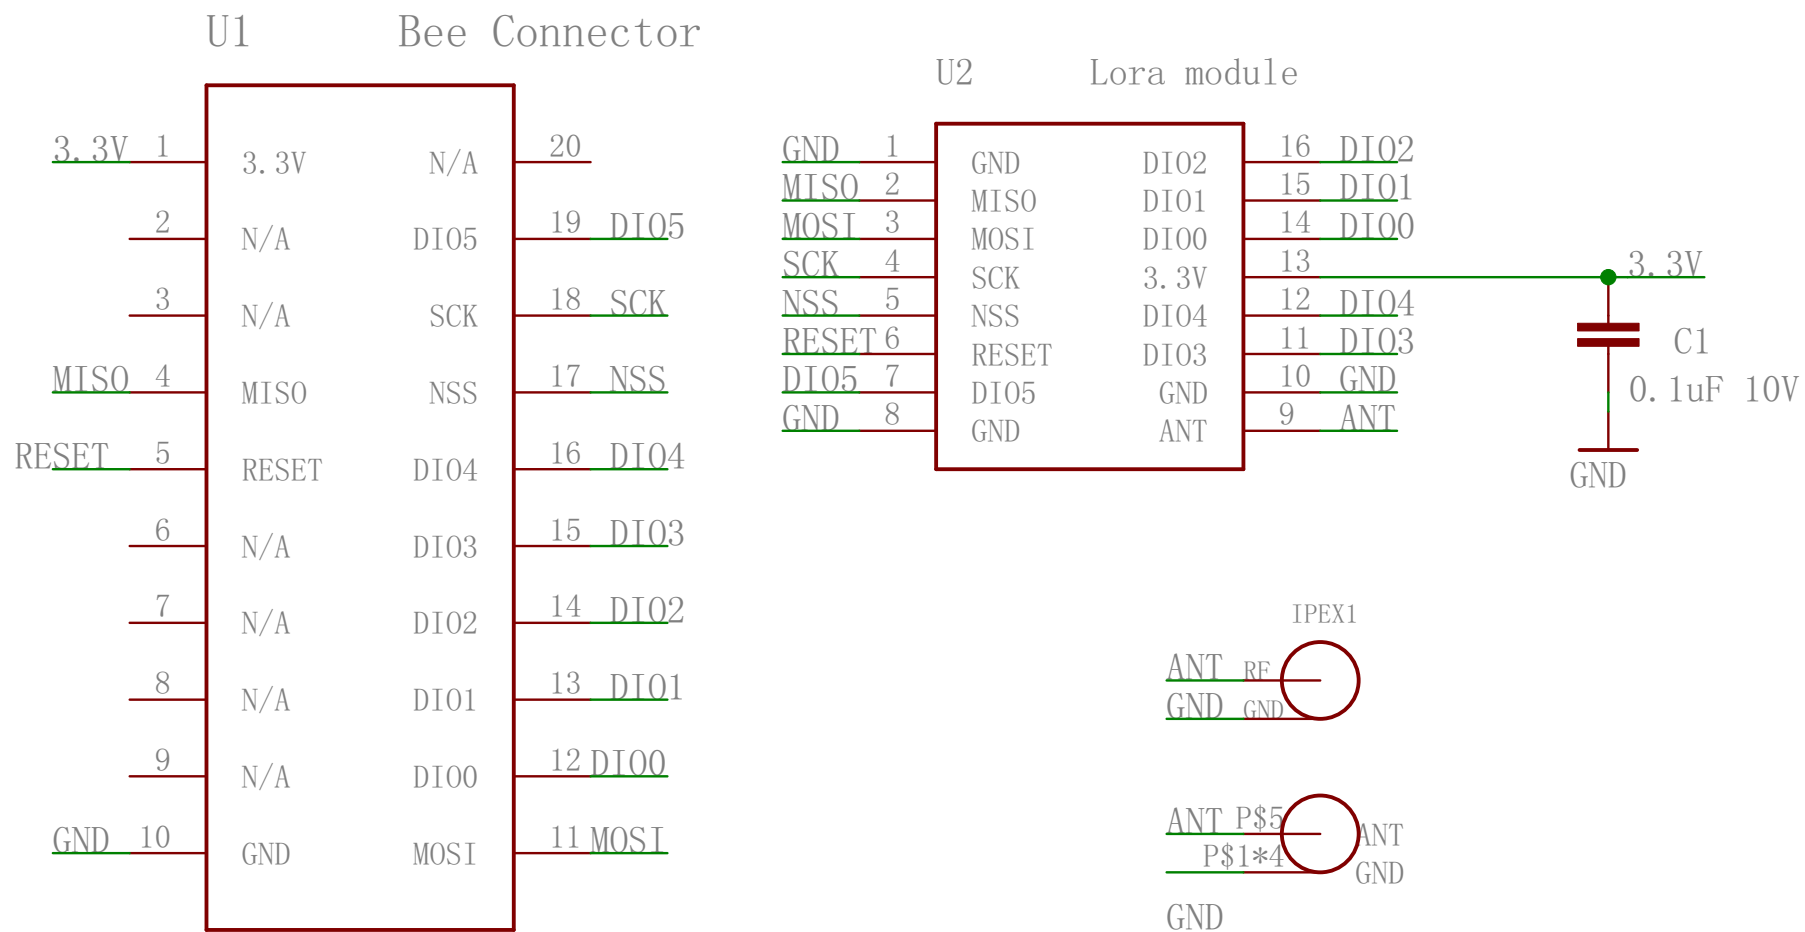 U1 Bee Connector
3.3V 1 3.3V N/A 20
2 N/A DIO5 19 DIO5
3 N/A SCK 18 SCK
MISO 4 MISO NSS 17 NSS
RESET 5 RESET DIO4 16 DIO4
6 N/A DIO3 15 DIO3
7 N/A DIO2 14 DIO2
8 N/A DIO1 13 DIO1
9 N/A DIO0 12 DIO0
GND 10 GND MOSI 11 MOSI
U2 Lora module
GND 1 GND DIO2 16 DIO2
MISO 2 MISO DIO1 15 DIO1
MOSI 3 MOSI DIO0 14 DIO0
SCK 4 SCK 3.3V 13 3.3V
NSS 5 NSS DIO4 12 DIO4
RESET 6 RESET DIO3 11 DIO3
DIO5 7 DIO5 GND 10 GND
GND 8 GND ANT 9 ANT
C1
0.1uF 10V
GND
IPEX1
ANT RF
GND GND
ANT P$5 ANT
P$1*4 GND
GND